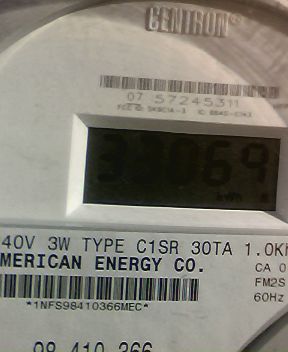 CENTRON®
07 57245311
33069
kWh
40V 3W TYPE C1SR 30TA 1.0K
MERICAN ENERGY CO.
CA 0
FM2S
60Hz
*1NFS98410366MEC*
98 410 366